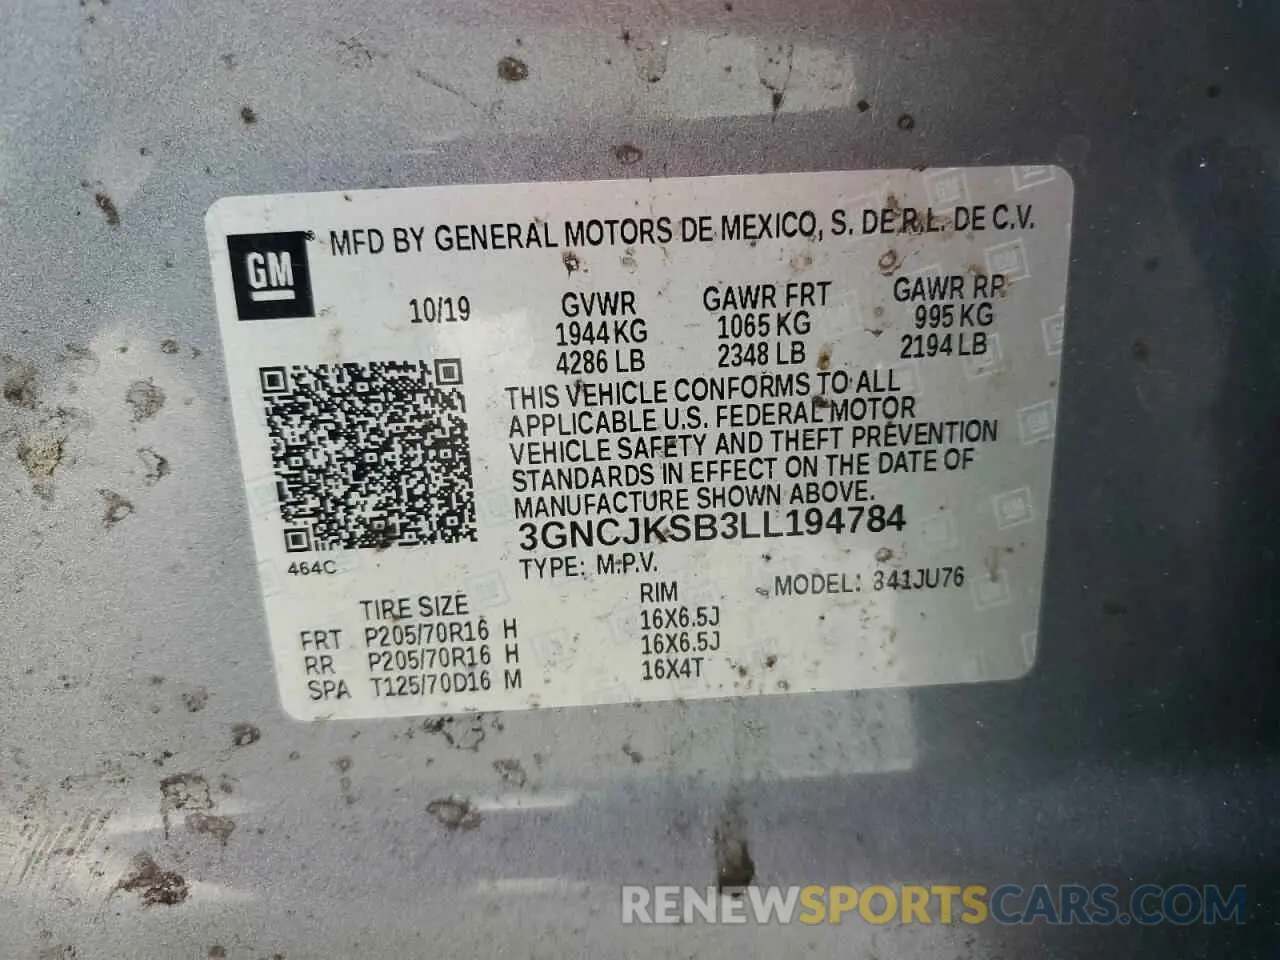 GM ® MFD BY GENERAL MOTORS DE MEXICO, S. DE R.L. DE C.V.
10/19 GVWR GAWR FRT GAWR RR
1944 KG 1065 KG 995 KG
4286 LB 2348 LB 2194 LB
THIS VEHICLE CONFORMS TO ALL
APPLICABLE U.S. FEDERAL MOTOR
VEHICLE SAFETY AND THEFT PREVENTION
STANDARDS IN EFFECT ON THE DATE OF
MANUFACTURE SHOWN ABOVE.
3GNCJKSB3LL194784
464C
TYPE: M.P.V. MODEL: 341JU76
TIRE SIZE RIM
FRT P205/70R16 H 16X6.5J
RR P205/70R16 H 16X6.5J
SPA T125/70D16 M 16X4T
RENEWSPORTSCARS.COM